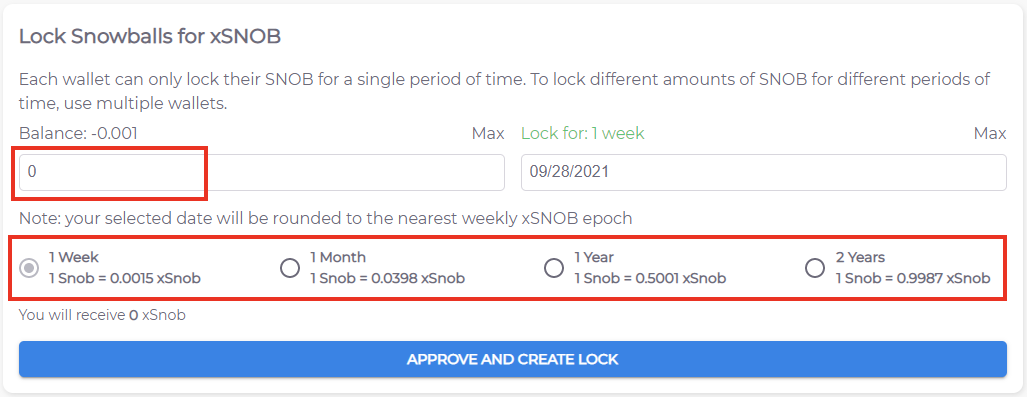 Lock Snowballs for xSNOB
Each wallet can only lock their SNOB for a single period of time. To lock different amounts of SNOB for different periods of
time, use multiple wallets.
Balance: -0.001 Max Lock for: 1 week Max
0 09/28/2021
Note: your selected date will be rounded to the nearest weekly xSNOB epoch
1 Week 1 Month 1 Year 2 Years
1 Snob = 0.0015 xSnob 1 Snob = 0.0398 xSnob 1 Snob = 0.5001 xSnob 1 Snob = 0.9987 xSnob
You will receive 0 xSnob
APPROVE AND CREATE LOCK